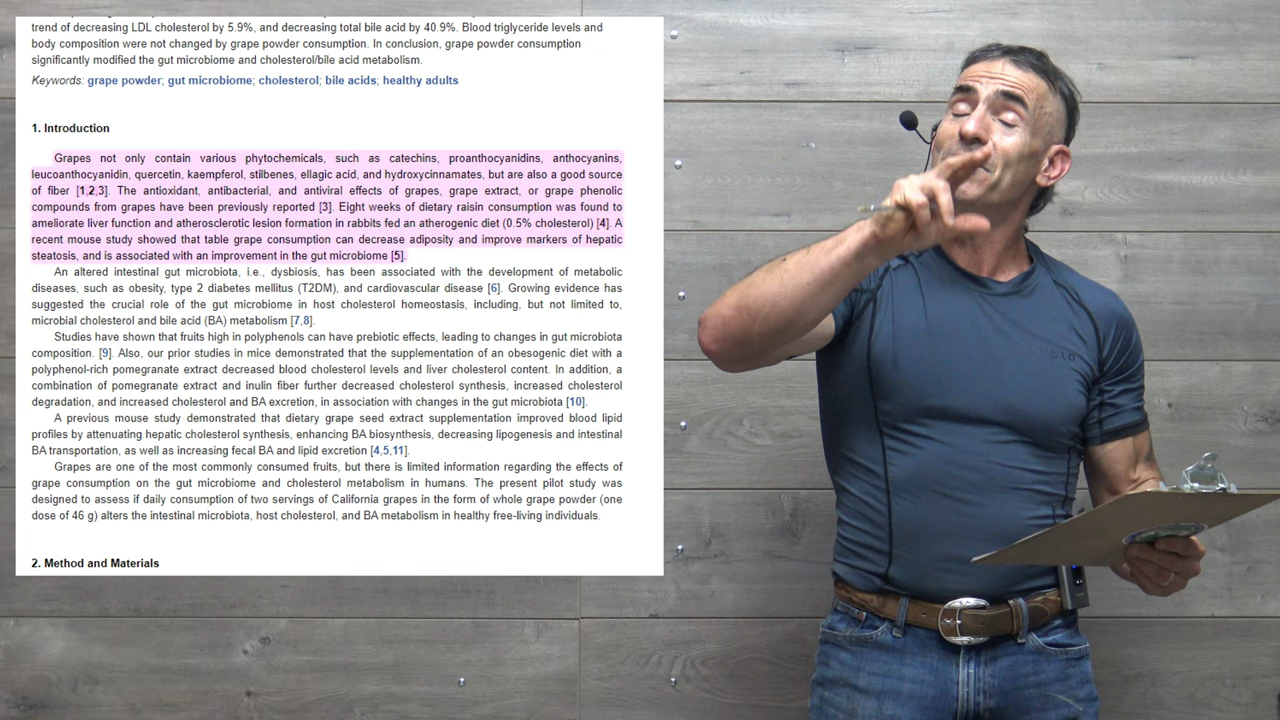 trend of decreasing LDL cholesterol by 5.9%, and decreasing total bile acid by 40.9%. Blood triglyceride levels and
body composition were not changed by grape powder consumption. In conclusion, grape powder consumption
significantly modified the gut microbiome and cholesterol/bile acid metabolism.
Keywords: grape powder; gut microbiome; cholesterol; bile acids; healthy adults
1. Introduction
Grapes not only contain various phytochemicals, such as catechins, proanthocyanidins, anthocyanins,
leucoanthocyanidin, quercetin, kaempferol, stilbenes, ellagic acid, and hydroxycinnamates, but are also a good source
of fiber [1,2,3]. The antioxidant, antibacterial, and antiviral effects of grapes, grape extract, or grape phenolic
compounds from grapes have been previously reported [3]. Eight weeks of dietary raisin consumption was found to
ameliorate liver function and atherosclerotic lesion formation in rabbits fed an atherogenic diet (0.5% cholesterol) [4]. A
recent mouse study showed that table grape consumption can decrease adiposity and improve markers of hepatic
steatosis, and is associated with an improvement in the gut microbiome [5].
An altered intestinal gut microbiota, i.e., dysbiosis, has been associated with the development of metabolic
diseases, such as obesity, type 2 diabetes mellitus (T2DM), and cardiovascular disease [6]. Growing evidence has
suggested the crucial role of the gut microbiome in host cholesterol homeostasis, including, but not limited to,
microbial cholesterol and bile acid (BA) metabolism [7,8].
Studies have shown that fruits high in polyphenols can have prebiotic effects, leading to changes in gut microbiota
composition. [9]. Also, our prior studies in mice demonstrated that the supplementation of an obesogenic diet with a
polyphenol-rich pomegranate extract decreased blood cholesterol levels and liver cholesterol content. In addition, a
combination of pomegranate extract and inulin fiber further decreased cholesterol synthesis, increased cholesterol
degradation, and increased cholesterol and BA excretion, in association with changes in the gut microbiota [10].
A previous mouse study demonstrated that dietary grape seed extract supplementation improved blood lipid
profiles by attenuating hepatic cholesterol synthesis, enhancing BA biosynthesis, decreasing lipogenesis and intestinal
BA transportation, as well as increasing fecal BA and lipid excretion [4,5,11].
Grapes are one of the most commonly consumed fruits, but there is limited information regarding the effects of
grape consumption on the gut microbiome and cholesterol metabolism in humans. The present pilot study was
designed to assess if daily consumption of two servings of California grapes in the form of whole grape powder (one
dose of 46 g) alters the intestinal microbiota, host cholesterol, and BA metabolism in healthy free-living individuals.
2. Method and Materials